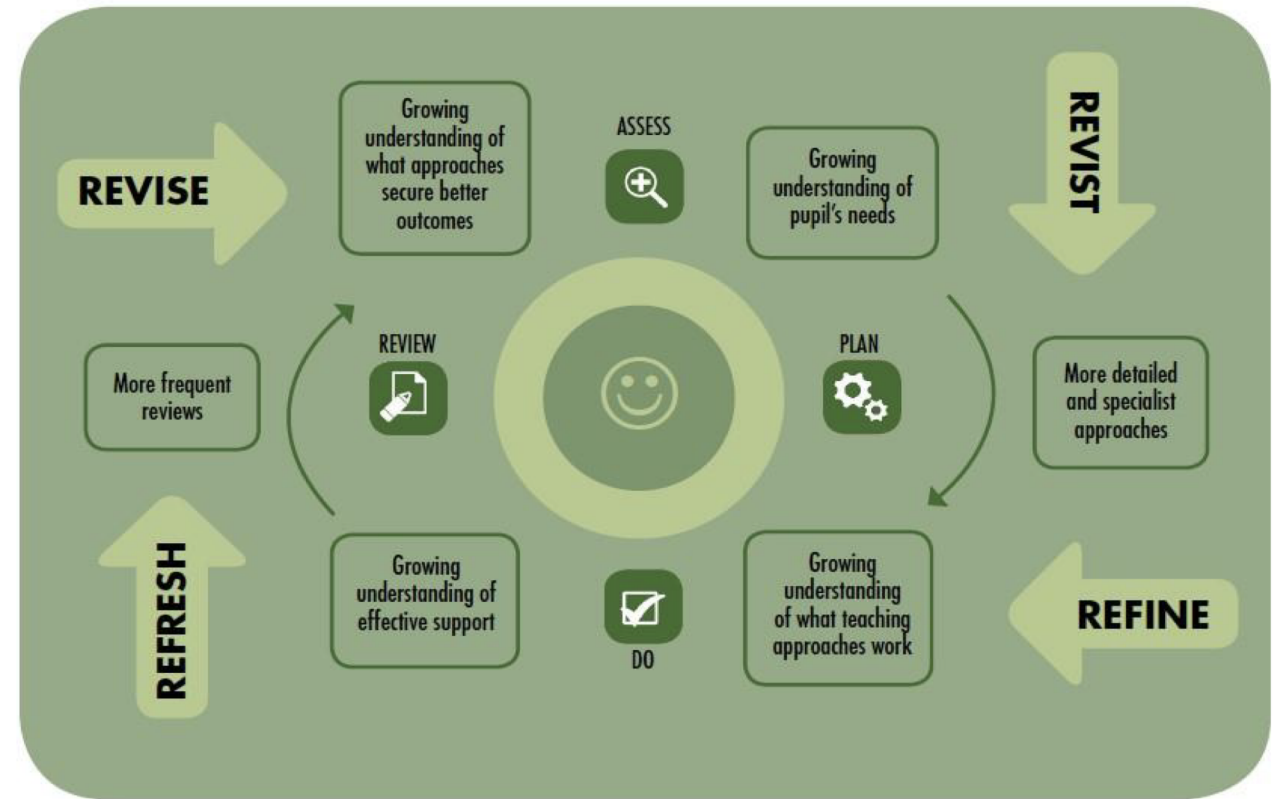 REVISE
Growing
understanding of
what approaches
secure better
outcomes
ASSESS
Growing
understanding of
pupil's needs
REVIST
More frequent
reviews
REVIEW
PLAN
More detailed
and specialist
approaches
REFRESH
Growing
understanding of
effective support
DO
Growing
understanding
of what teaching
approaches work
REFINE